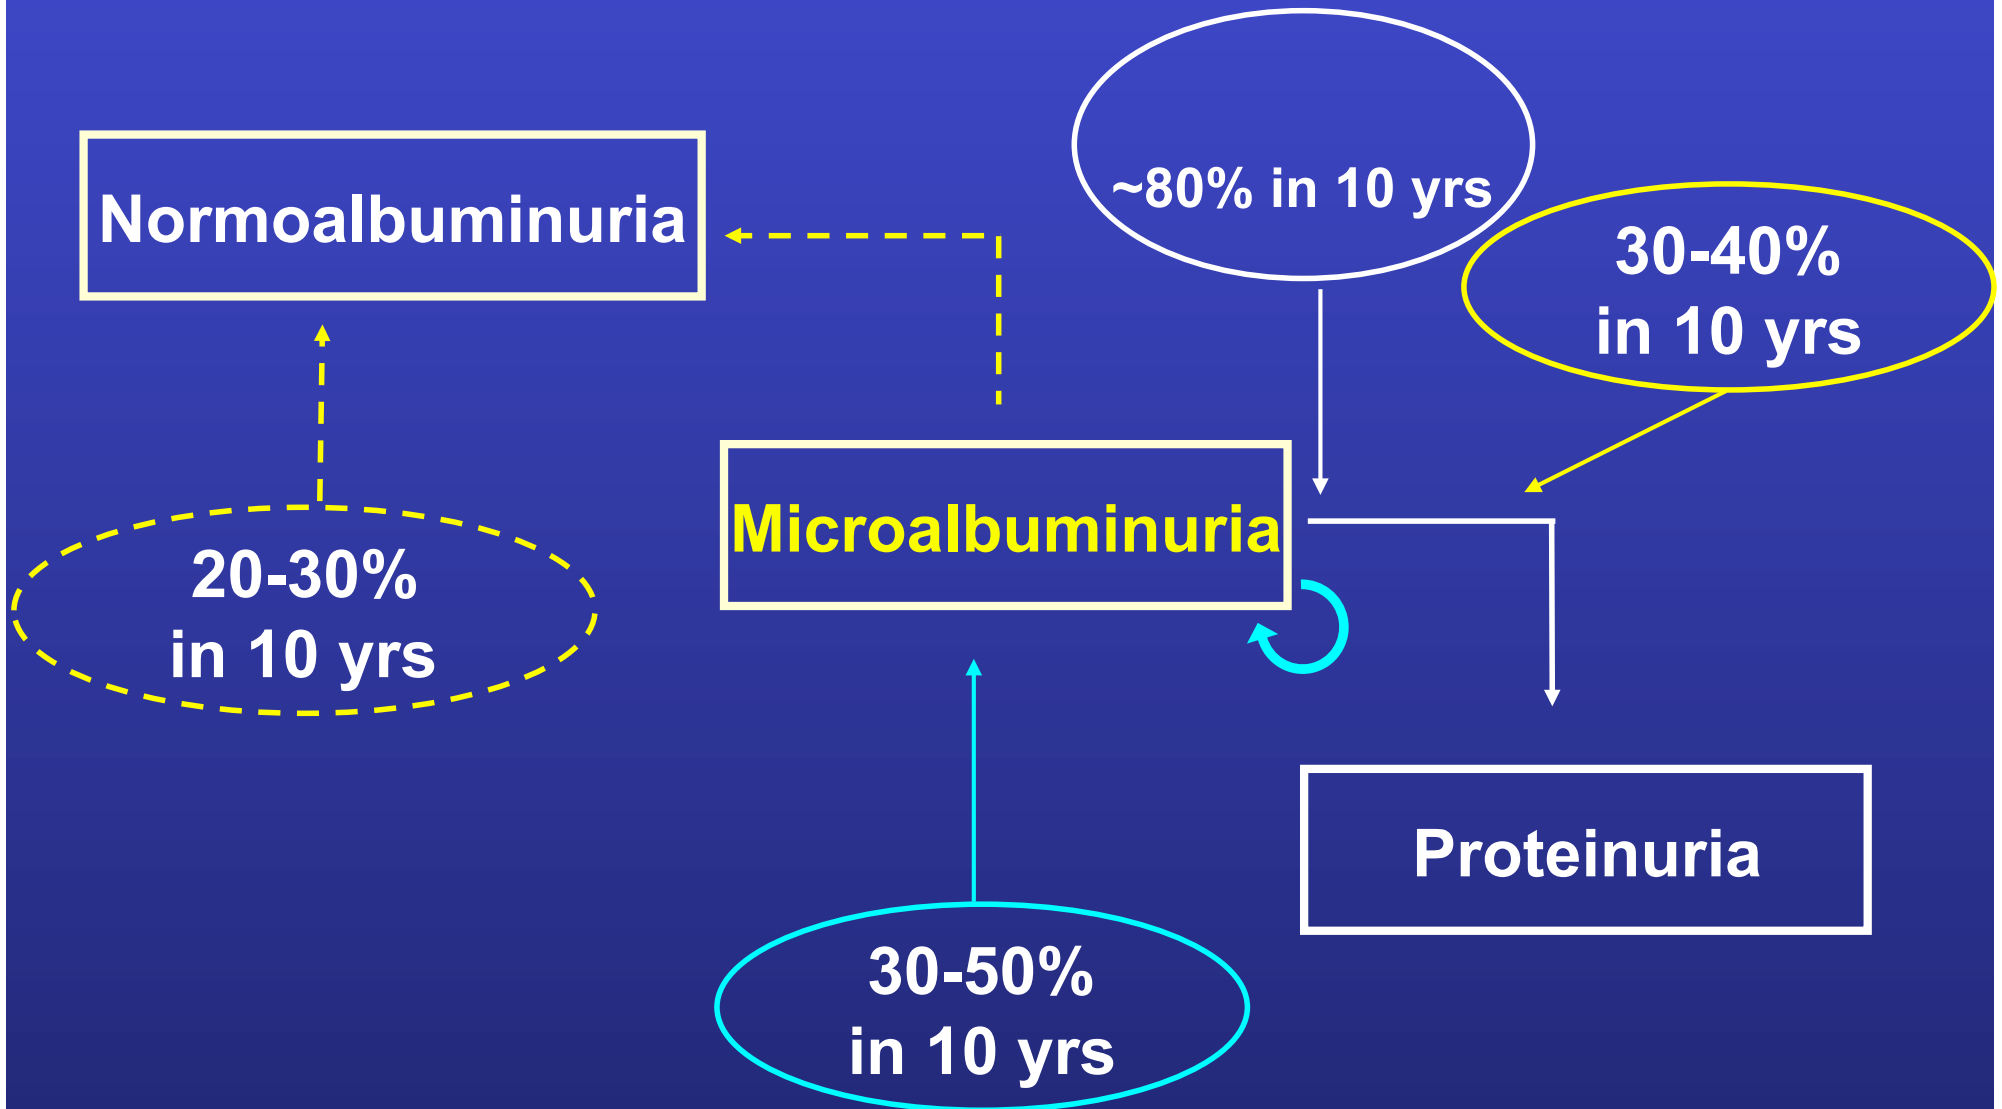 ~80% in 10 yrs
Normoalbuminuria
30-40%
in 10 yrs
Microalbuminuria
20-30%
in 10 yrs
Proteinuria
30-50%
in 10 yrs